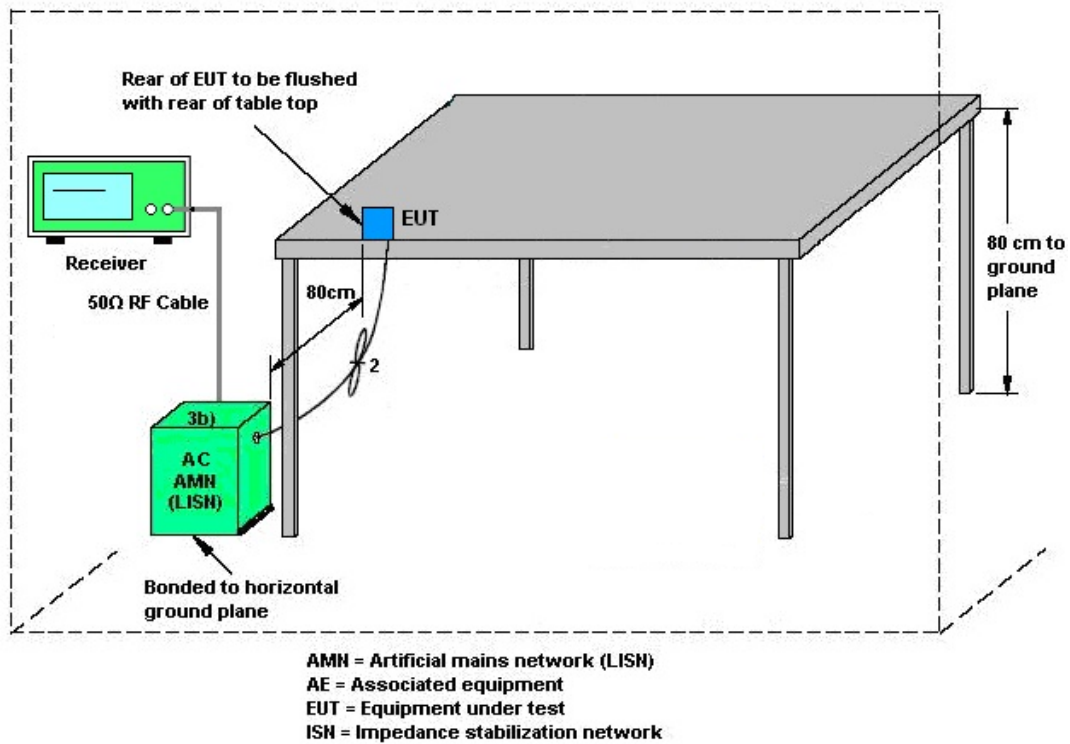 Rear of EUT to be flushed
with rear of table top
EUT
Receiver
50Ω RF Cable
80cm
80 cm to
ground
plane
2
3b)
AC
AMN
(LISN)
Bonded to horizontal
ground plane
AMN = Artificial mains network (LISN)
AE = Associated equipment
EUT = Equipment under test
ISN = Impedance stabilization network